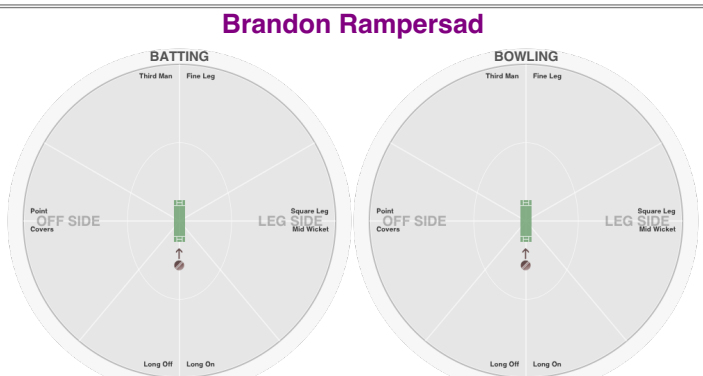 Brandon Rampersad
BATTING
Third Man Fine Leg
Point
OFF SIDE
Covers
Square Leg
LEG SIDE
Mid Wicket
Long Off Long On
BOWLING
Third Man Fine Leg
Point
OFF SIDE
Covers
Square Leg
LEG SIDE
Mid Wicket
Long Off Long On